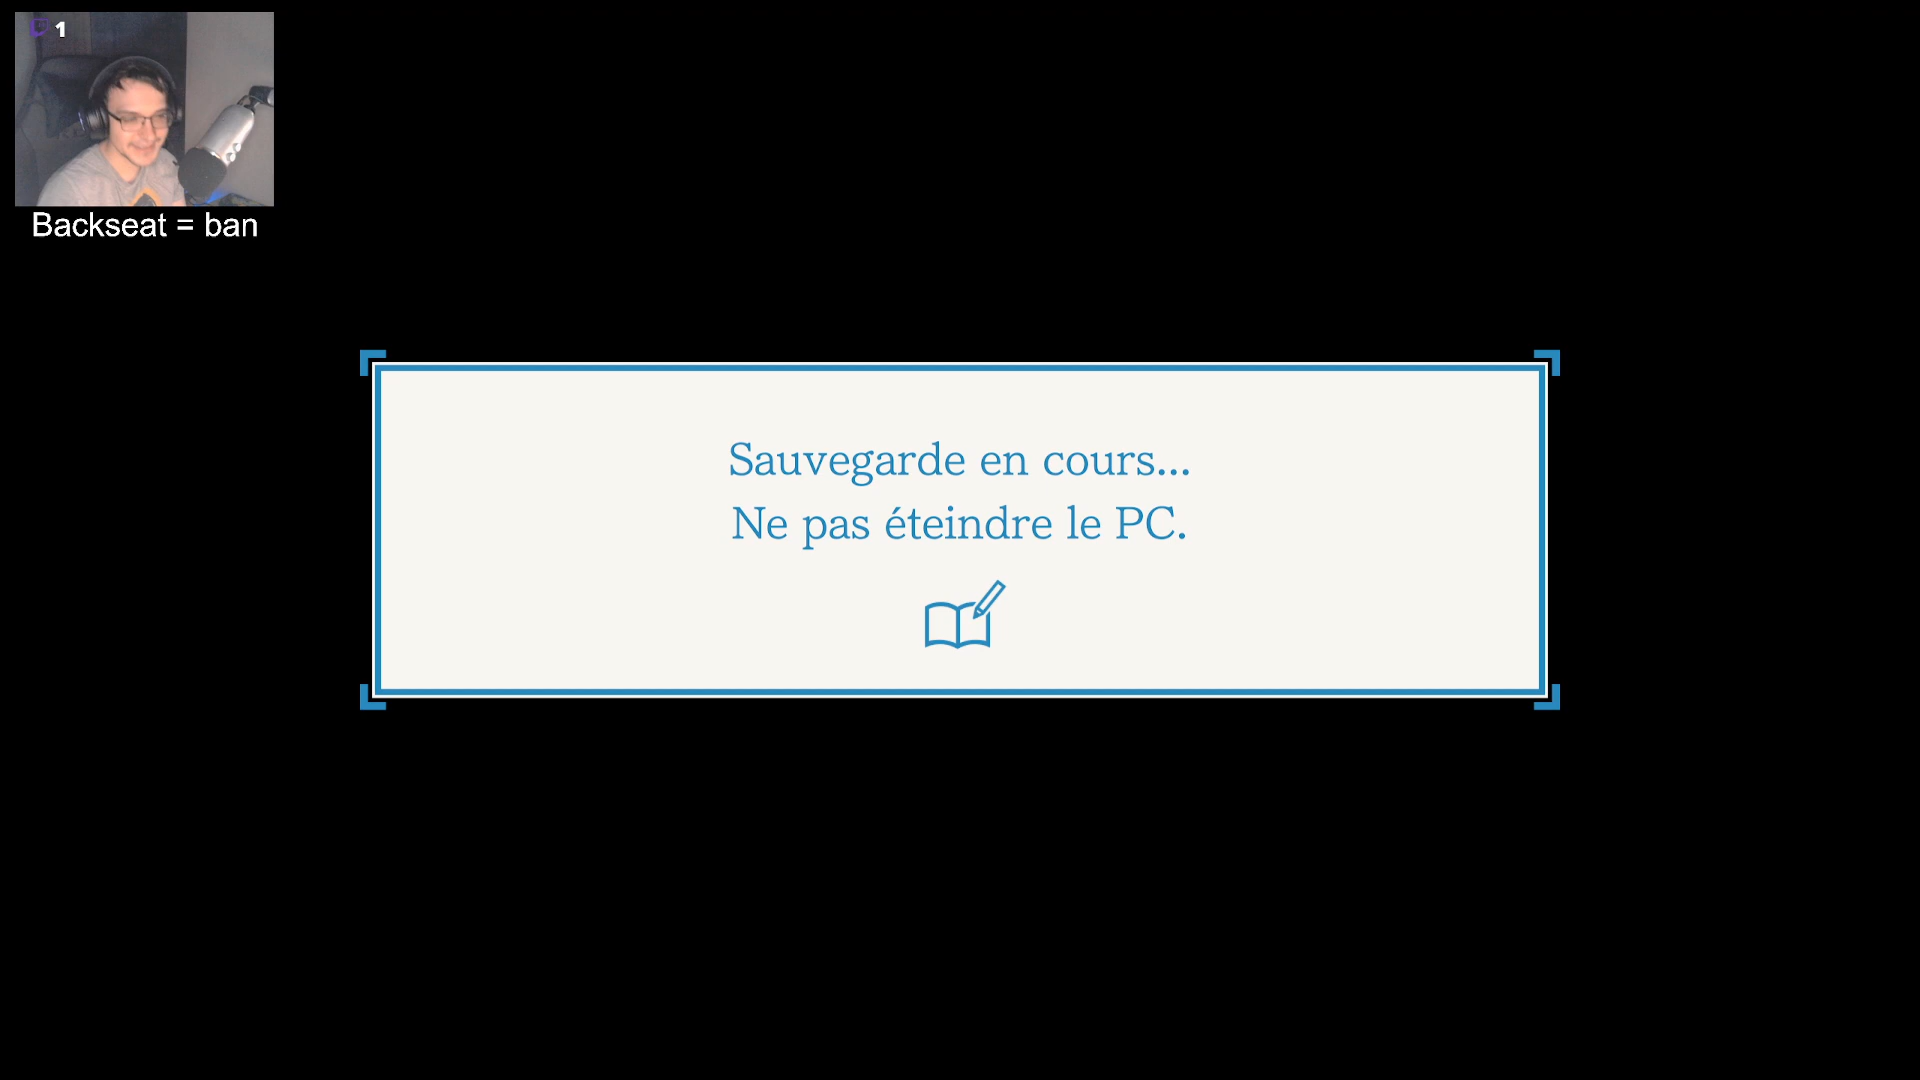 1
Backseat = ban
Sauvegarde en cours...
Ne pas éteindre le PC.